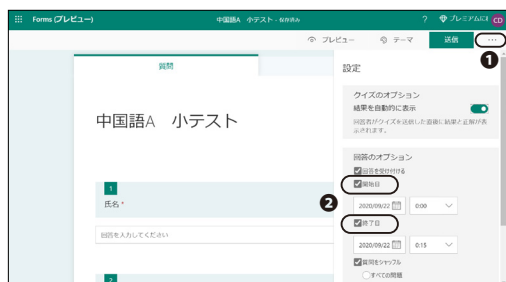 Forms (プレビュー)
中国語A 小テスト - 保存済み
? プレミアムに CD
プレビュー テーマ 送信 …
❶
質問
設定
クイズのオプション
結果を自動的に表示
回答者がクイズを送信した直後に結果と正解が表示されます。
中国語A 小テスト
回答のオプション
回答を受け付ける
開始日
1
❷
氏名 *
2020/09/22 0:00
終了日
回答を入力してください
2020/09/22 0:15
質問をシャッフル
すべての問題
2